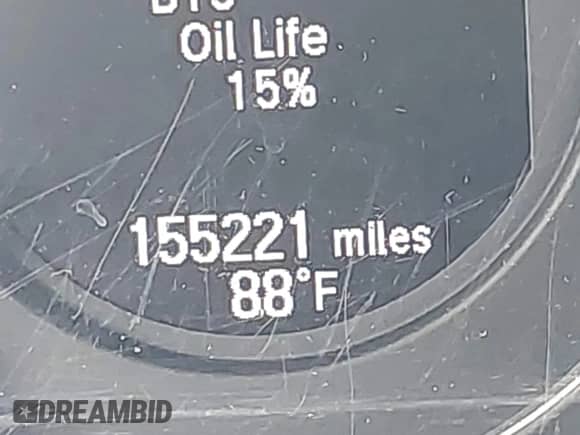 Oil Life
15%
155221 miles
88°F
DREAMBID